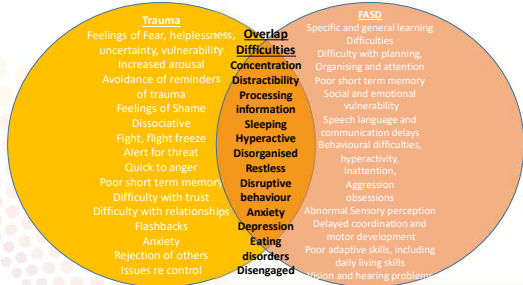 Trauma
Feelings of Fear, helplessness,
uncertainty, vulnerability
Increased arousal
Avoidance of reminders
of trauma
Feelings of Shame
Dissociative
Fight, flight freeze
Alert for threat
Quick to anger
Poor short term memory
Difficulty with trust
Difficulty with relationships
Flashbacks
Anxiety
Rejection of others
Issues re control
Overlap
Difficulties
Concentration
Distractibility
Processing
information
Sleeping
Hyperactive
Disorganised
Restless
Disruptive
behaviour
Anxiety
Depression
Eating
disorders
Disengaged
FASD
Specific and general learning
Difficulties
Difficulty with planning,
Organising and attention
Poor short term memory
Social and emotional
vulnerability
Speech language and
communication delays
Behavioural difficulties,
hyperactivity,
Inattention,
Aggression
obsessions
Abnormal Sensory perception
Delayed coordination and
motor development
Poor adaptive skills, including
daily living skills
Vision and hearing problems